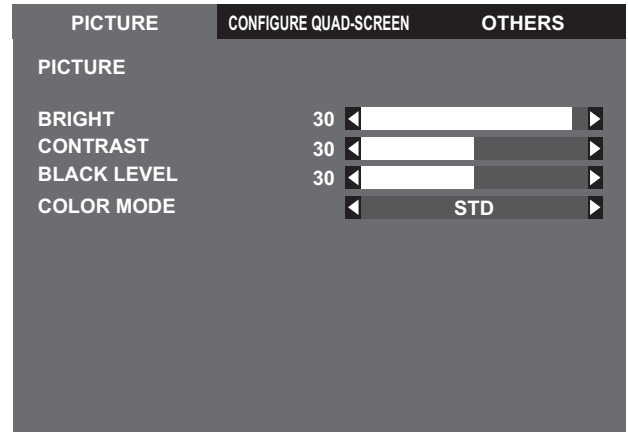 PICTURE CONFIGURE QUAD-SCREEN OTHERS
PICTURE
BRIGHT 30
CONTRAST 30
BLACK LEVEL 30
COLOR MODE STD